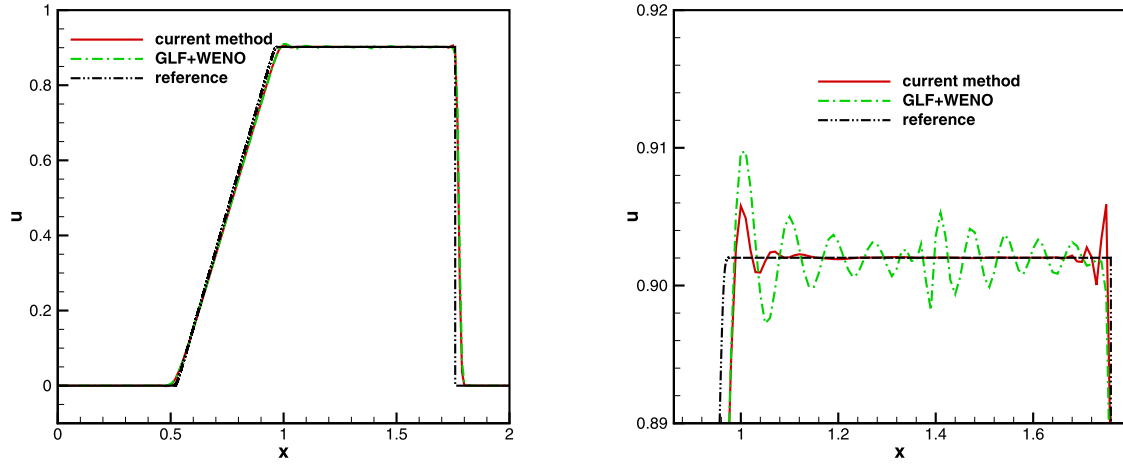 1
0.8
0.6
0.4
0.2
0
u
current method
GLF+WENO
reference
0 0.5 1 1.5 2
x
0.92
0.91
0.90
0.89
u
current method
GLF+WENO
reference
1 1.2 1.4 1.6
x